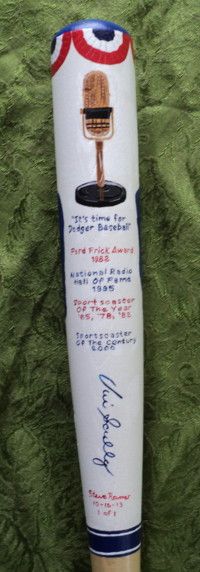 "It's time for
Dodger Baseball"
Ford Frick Award
1982
National Radio
Hall Of Fame
1995
Sportscaster
Of The Year
'65, '78, '82
Sportscaster
Of The Century
2000
Vin Scully
10-16-13
1 of 1